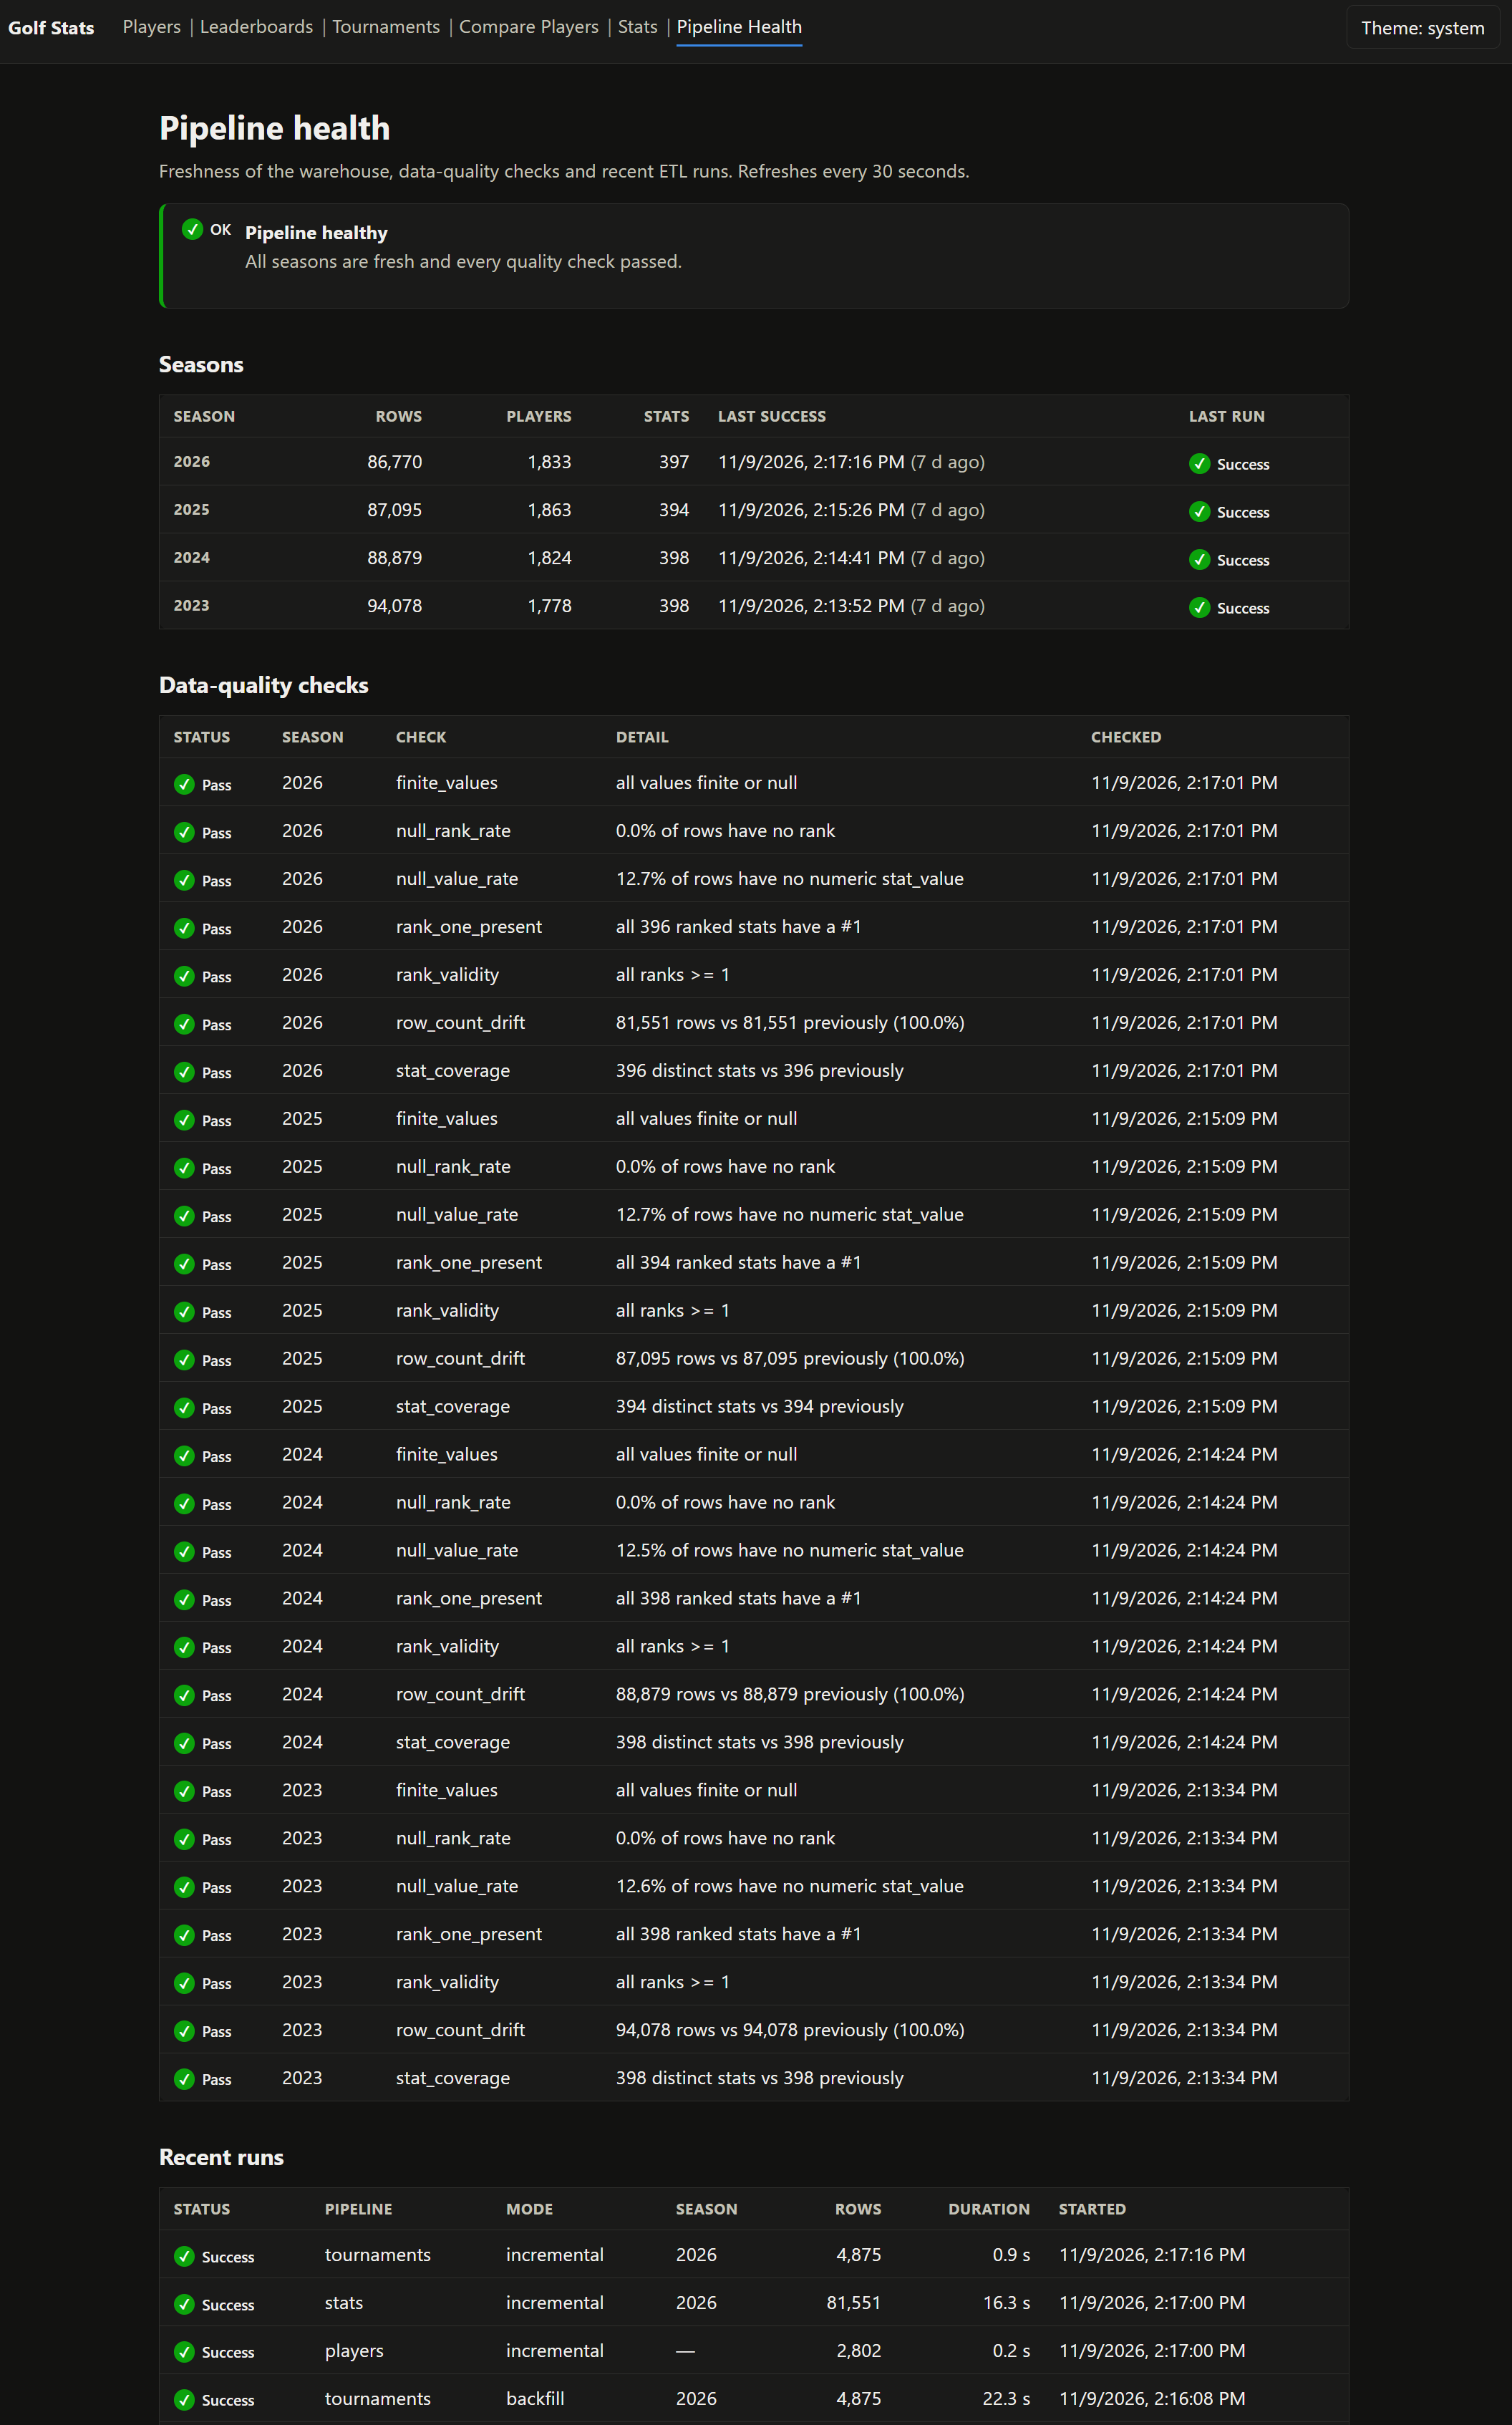 Golf Stats Players | Leaderboards | Tournaments | Compare Players | Stats | Pipeline Health Theme: system
Pipeline health
Freshness of the warehouse, data-quality checks and recent ETL runs. Refreshes every 30 seconds.
OK Pipeline healthy
All seasons are fresh and every quality check passed.
Seasons
SEASON ROWS PLAYERS STATS LAST SUCCESS LAST RUN
2026 86,770 1,833 397 11/9/2026, 2:17:16 PM (7 d ago) Success
2025 87,095 1,863 394 11/9/2026, 2:15:26 PM (7 d ago) Success
2024 88,879 1,824 398 11/9/2026, 2:14:41 PM (7 d ago) Success
2023 94,078 1,778 398 11/9/2026, 2:13:52 PM (7 d ago) Success
Data-quality checks
STATUS SEASON CHECK DETAIL CHECKED
Pass 2026 finite_values all values finite or null 11/9/2026, 2:17:01 PM
Pass 2026 null_rank_rate 0.0% of rows have no rank 11/9/2026, 2:17:01 PM
Pass 2026 null_value_rate 12.7% of rows have no numeric stat_value 11/9/2026, 2:17:01 PM
Pass 2026 rank_one_present all 396 ranked stats have a #1 11/9/2026, 2:17:01 PM
Pass 2026 rank_validity all ranks >= 1 11/9/2026, 2:17:01 PM
Pass 2026 row_count_drift 81,551 rows vs 81,551 previously (100.0%) 11/9/2026, 2:17:01 PM
Pass 2026 stat_coverage 396 distinct stats vs 396 previously 11/9/2026, 2:17:01 PM
Pass 2025 finite_values all values finite or null 11/9/2026, 2:15:09 PM
Pass 2025 null_rank_rate 0.0% of rows have no rank 11/9/2026, 2:15:09 PM
Pass 2025 null_value_rate 12.7% of rows have no numeric stat_value 11/9/2026, 2:15:09 PM
Pass 2025 rank_one_present all 394 ranked stats have a #1 11/9/2026, 2:15:09 PM
Pass 2025 rank_validity all ranks >= 1 11/9/2026, 2:15:09 PM
Pass 2025 row_count_drift 87,095 rows vs 87,095 previously (100.0%) 11/9/2026, 2:15:09 PM
Pass 2025 stat_coverage 394 distinct stats vs 394 previously 11/9/2026, 2:15:09 PM
Pass 2024 finite_values all values finite or null 11/9/2026, 2:14:24 PM
Pass 2024 null_rank_rate 0.0% of rows have no rank 11/9/2026, 2:14:24 PM
Pass 2024 null_value_rate 12.5% of rows have no numeric stat_value 11/9/2026, 2:14:24 PM
Pass 2024 rank_one_present all 398 ranked stats have a #1 11/9/2026, 2:14:24 PM
Pass 2024 rank_validity all ranks >= 1 11/9/2026, 2:14:24 PM
Pass 2024 row_count_drift 88,879 rows vs 88,879 previously (100.0%) 11/9/2026, 2:14:24 PM
Pass 2024 stat_coverage 398 distinct stats vs 398 previously 11/9/2026, 2:14:24 PM
Pass 2023 finite_values all values finite or null 11/9/2026, 2:13:34 PM
Pass 2023 null_rank_rate 0.0% of rows have no rank 11/9/2026, 2:13:34 PM
Pass 2023 null_value_rate 12.6% of rows have no numeric stat_value 11/9/2026, 2:13:34 PM
Pass 2023 rank_one_present all 398 ranked stats have a #1 11/9/2026, 2:13:34 PM
Pass 2023 rank_validity all ranks >= 1 11/9/2026, 2:13:34 PM
Pass 2023 row_count_drift 94,078 rows vs 94,078 previously (100.0%) 11/9/2026, 2:13:34 PM
Pass 2023 stat_coverage 398 distinct stats vs 398 previously 11/9/2026, 2:13:34 PM
Recent runs
STATUS PIPELINE MODE SEASON ROWS DURATION STARTED
Success tournaments incremental 2026 4,875 0.9 s 11/9/2026, 2:17:16 PM
Success stats incremental 2026 81,551 16.3 s 11/9/2026, 2:17:00 PM
Success players incremental — 2,802 0.2 s 11/9/2026, 2:17:00 PM
Success tournaments backfill 2026 4,875 22.3 s 11/9/2026, 2:16:08 PM